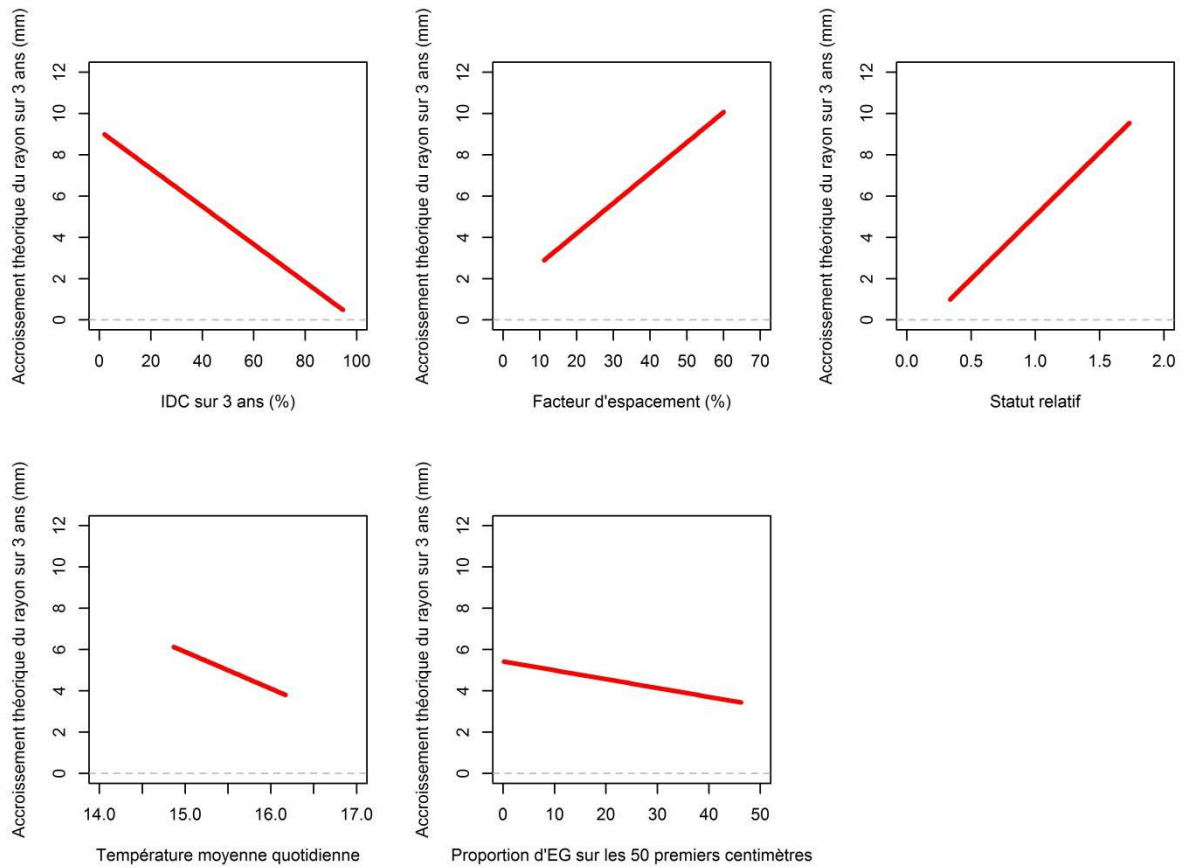 Accroissement théorique du rayon sur 3 ans (mm)
12
10
8
6
4
2
0
0 20 40 60 80 100
IDC sur 3 ans (%)
Accroissement théorique du rayon sur 3 ans (mm)
12
10
8
6
4
2
0
0 10 20 30 40 50 60 70
Facteur d'espacement (%)
Accroissement théorique du rayon sur 3 ans (mm)
12
10
8
6
4
2
0
0.0 0.5 1.0 1.5 2.0
Statut relatif
Accroissement théorique du rayon sur 3 ans (mm)
12
10
8
6
4
2
0
14.0 15.0 16.0 17.0
Température moyenne quotidienne
Accroissement théorique du rayon sur 3 ans (mm)
12
10
8
6
4
2
0
0 10 20 30 40 50
Proportion d'EG sur les 50 premiers centimètres